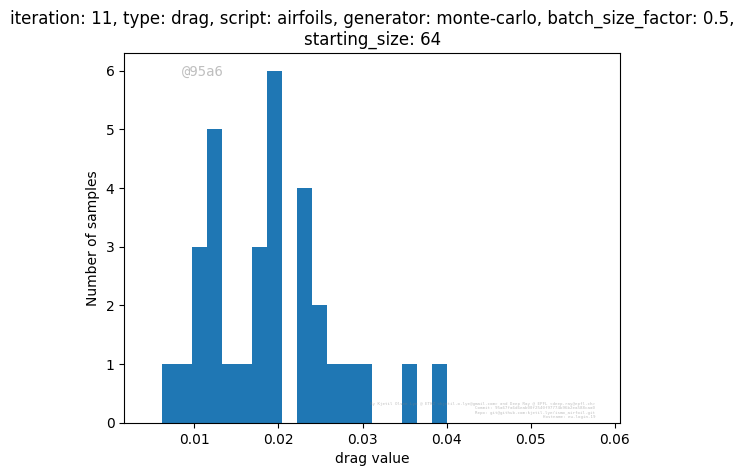 iteration: 11, type: drag, script: airfoils, generator: monte-carlo, batch_size_factor: 0.5,
starting_size: 64
@95a6
6
5
4
3
2
1
0
Number of samples
0.01 0.02 0.03 0.04 0.05 0.06
drag value